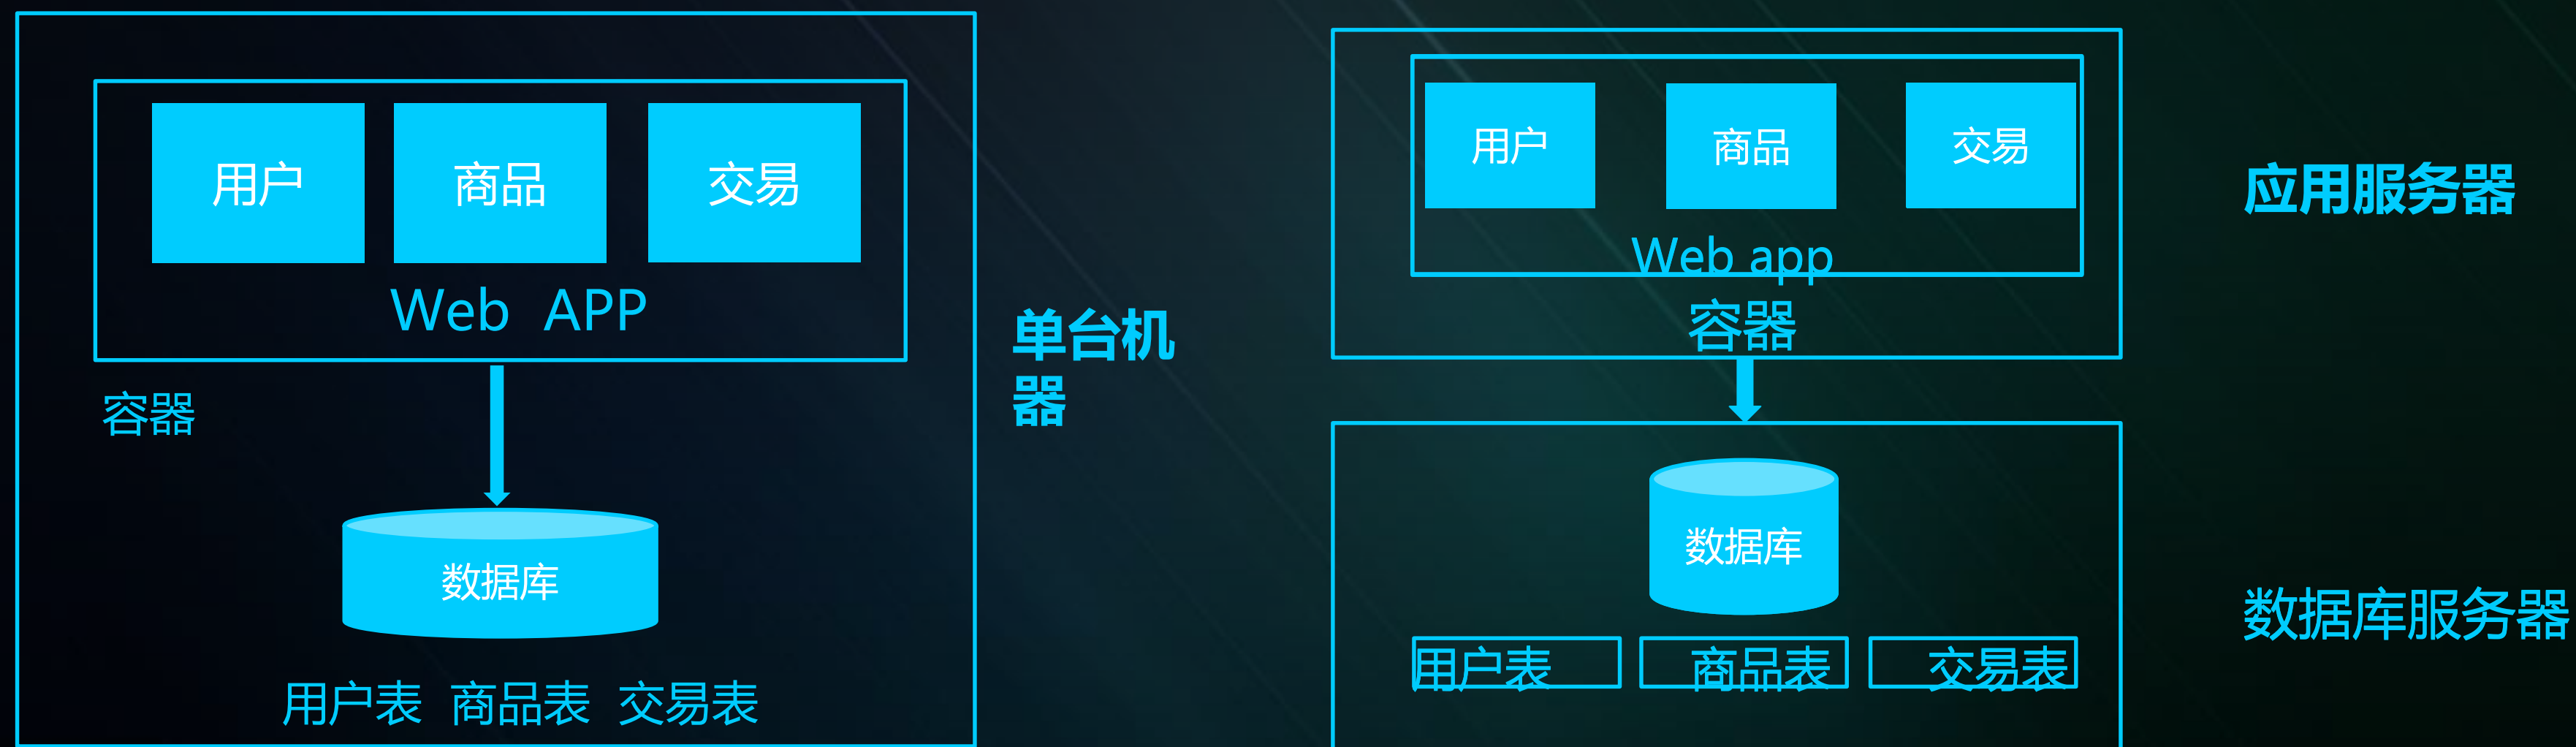 用户
商品
交易
Web APP
容器
数据库
用户表 商品表 交易表
单台机
器
用户
商品
交易
Web app
容器
数据库
用户表
商品表
交易表
应用服务器
数据库服务器